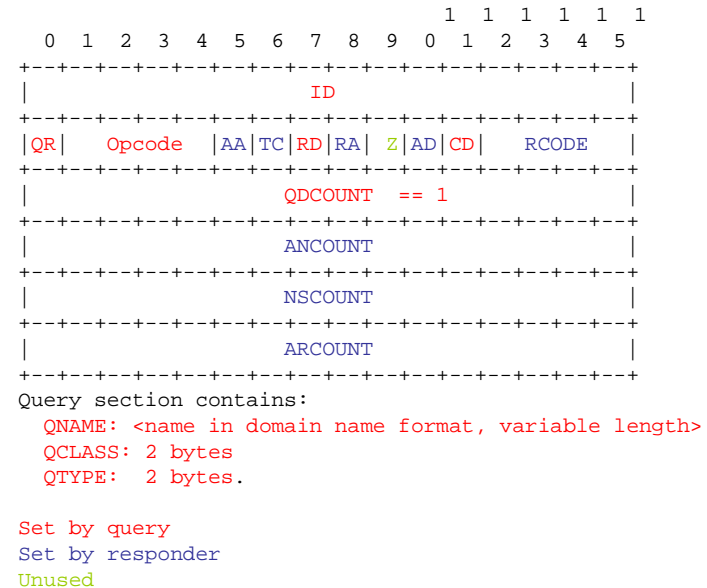 1  1  1  1  1  1
  0  1  2  3  4  5  6  7  8  9  0  1  2  3  4  5
+--+--+--+--+--+--+--+--+--+--+--+--+--+--+--+--+
|                      ID                       |
+--+--+--+--+--+--+--+--+--+--+--+--+--+--+--+--+
|QR|   Opcode  |AA|TC|RD|RA| Z|AD|CD|   RCODE   |
+--+--+--+--+--+--+--+--+--+--+--+--+--+--+--+--+
|                    QDCOUNT  == 1              |
+--+--+--+--+--+--+--+--+--+--+--+--+--+--+--+--+
|                    ANCOUNT                    |
+--+--+--+--+--+--+--+--+--+--+--+--+--+--+--+--+
|                    NSCOUNT                    |
+--+--+--+--+--+--+--+--+--+--+--+--+--+--+--+--+
|                    ARCOUNT                    |
+--+--+--+--+--+--+--+--+--+--+--+--+--+--+--+--+
Query section contains:
  QNAME: <name in domain name format, variable length>
  QCLASS: 2 bytes
  QTYPE:  2 bytes.
Set by query
Set by responder
Unused